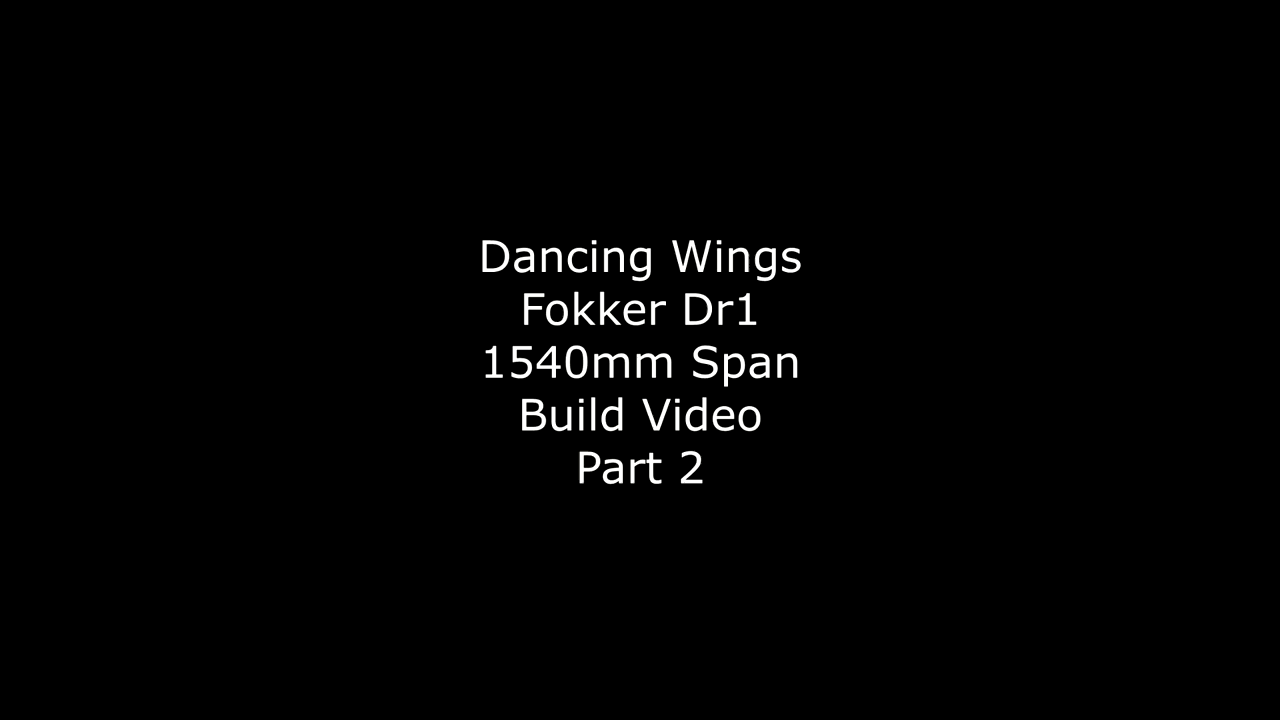 Dancing Wings
Fokker Dr1
1540mm Span
Build Video
Part 2